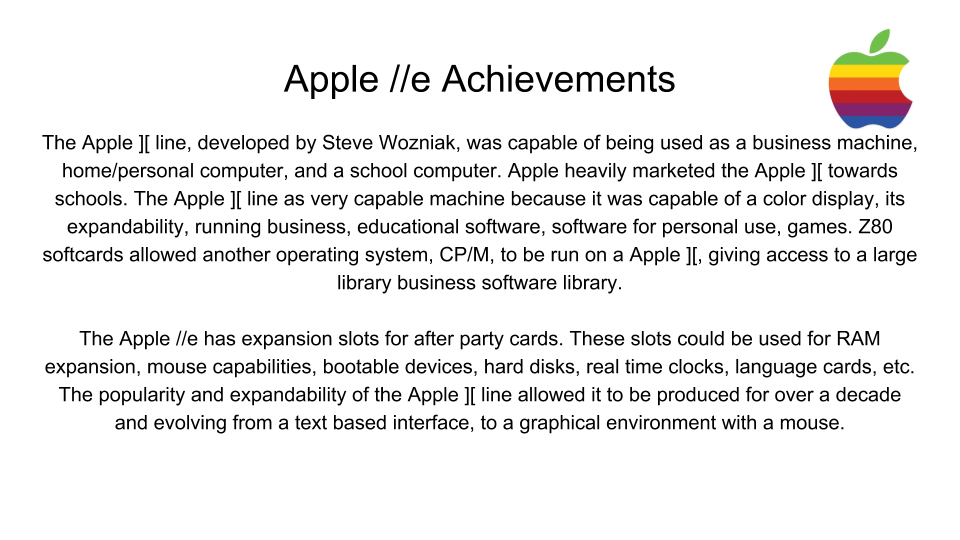 Apple //e Achievements
The Apple ][ line, developed by Steve Wozniak, was capable of being used as a business machine,
home/personal computer, and a school computer. Apple heavily marketed the Apple ][ towards
schools. The Apple ][ line as very capable machine because it was capable of a color display, its
expandability, running business, educational software, software for personal use, games. Z80
softcards allowed another operating system, CP/M, to be run on a Apple ][, giving access to a large
library business software library.
The Apple //e has expansion slots for after party cards. These slots could be used for RAM
expansion, mouse capabilities, bootable devices, hard disks, real time clocks, language cards, etc.
The popularity and expandability of the Apple ][ line allowed it to be produced for over a decade
and evolving from a text based interface, to a graphical environment with a mouse.